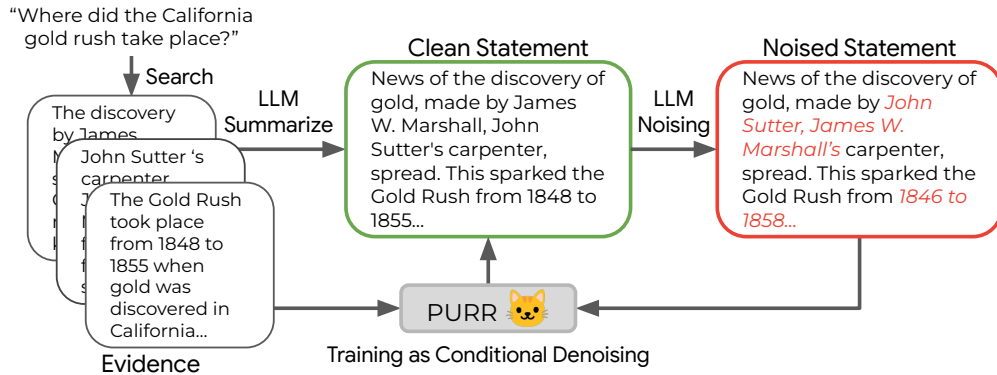 “Where did the California
gold rush take place?”
Search
The discovery
by James
John Sutter ‘s
carpenter
The Gold Rush
took place
from 1848 to
1855 when
gold was
discovered in
California...
Evidence
LLM
Summarize
Clean Statement
News of the discovery of
gold, made by James
W. Marshall, John
Sutter's carpenter,
spread. This sparked the
Gold Rush from 1848 to
1855...
LLM
Noising
Noised Statement
News of the discovery of
gold, made by John
Sutter, James W.
Marshall’s carpenter,
spread. This sparked the
Gold Rush from 1846 to
1858...
PURR
Training as Conditional Denoising